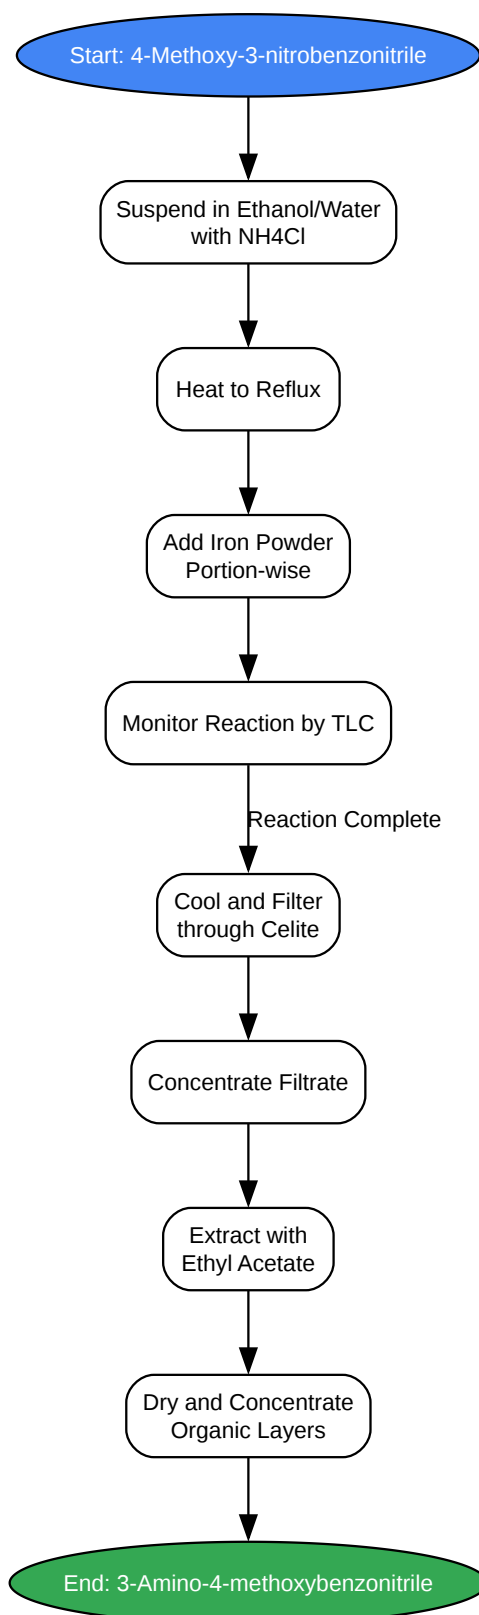 Start: 4-Methoxy-3-nitrobenzonitrile
Suspend in Ethanol/Water
with NH4Cl
Heat to Reflux
Add Iron Powder
Portion-wise
Monitor Reaction by TLC
Reaction Complete
Cool and Filter
through Celite
Concentrate Filtrate
Extract with
Ethyl Acetate
Dry and Concentrate
Organic Layers
End: 3-Amino-4-methoxybenzonitrile